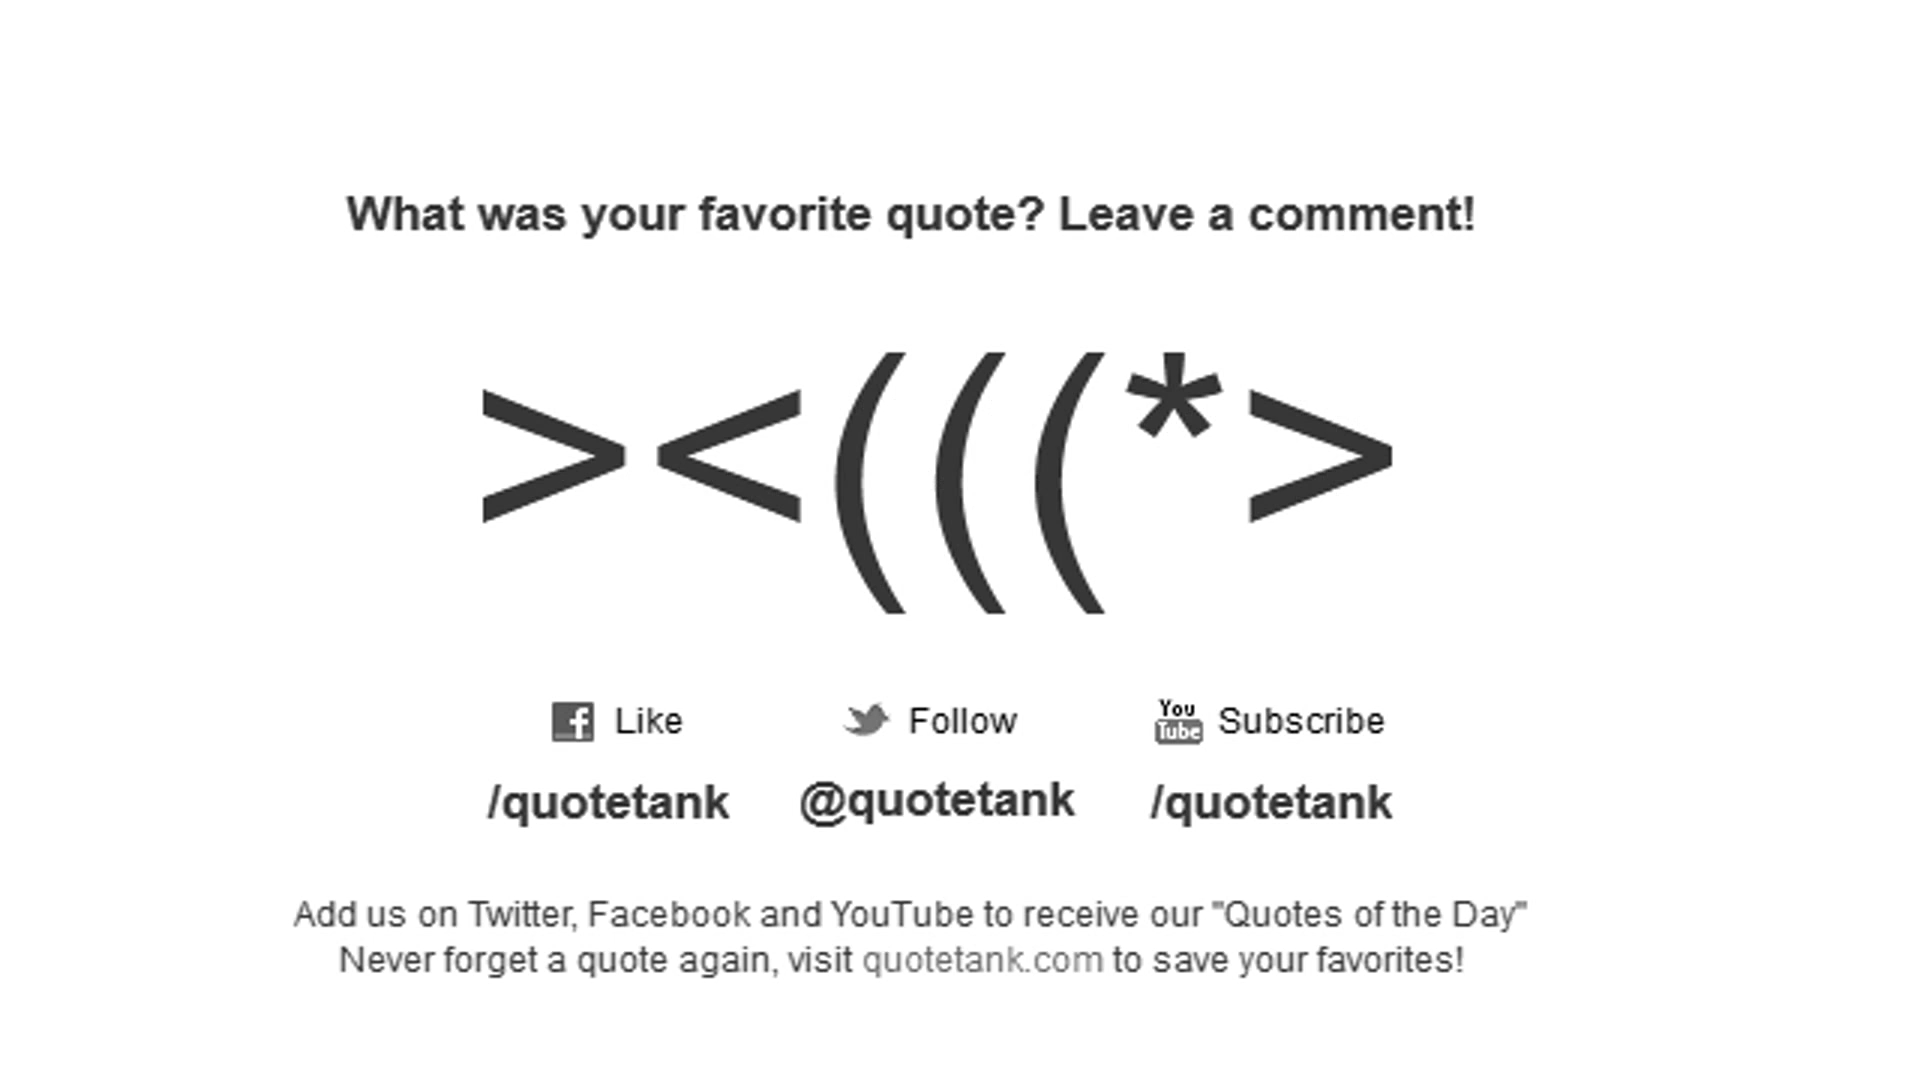 What was your favorite quote? Leave a comment!
><(((*>
f Like Follow You Tube Subscribe
/quotetank @quotetank /quotetank
Add us on Twitter, Facebook and YouTube to receive our "Quotes of the Day"
Never forget a quote again, visit quotetank.com to save your favorites!